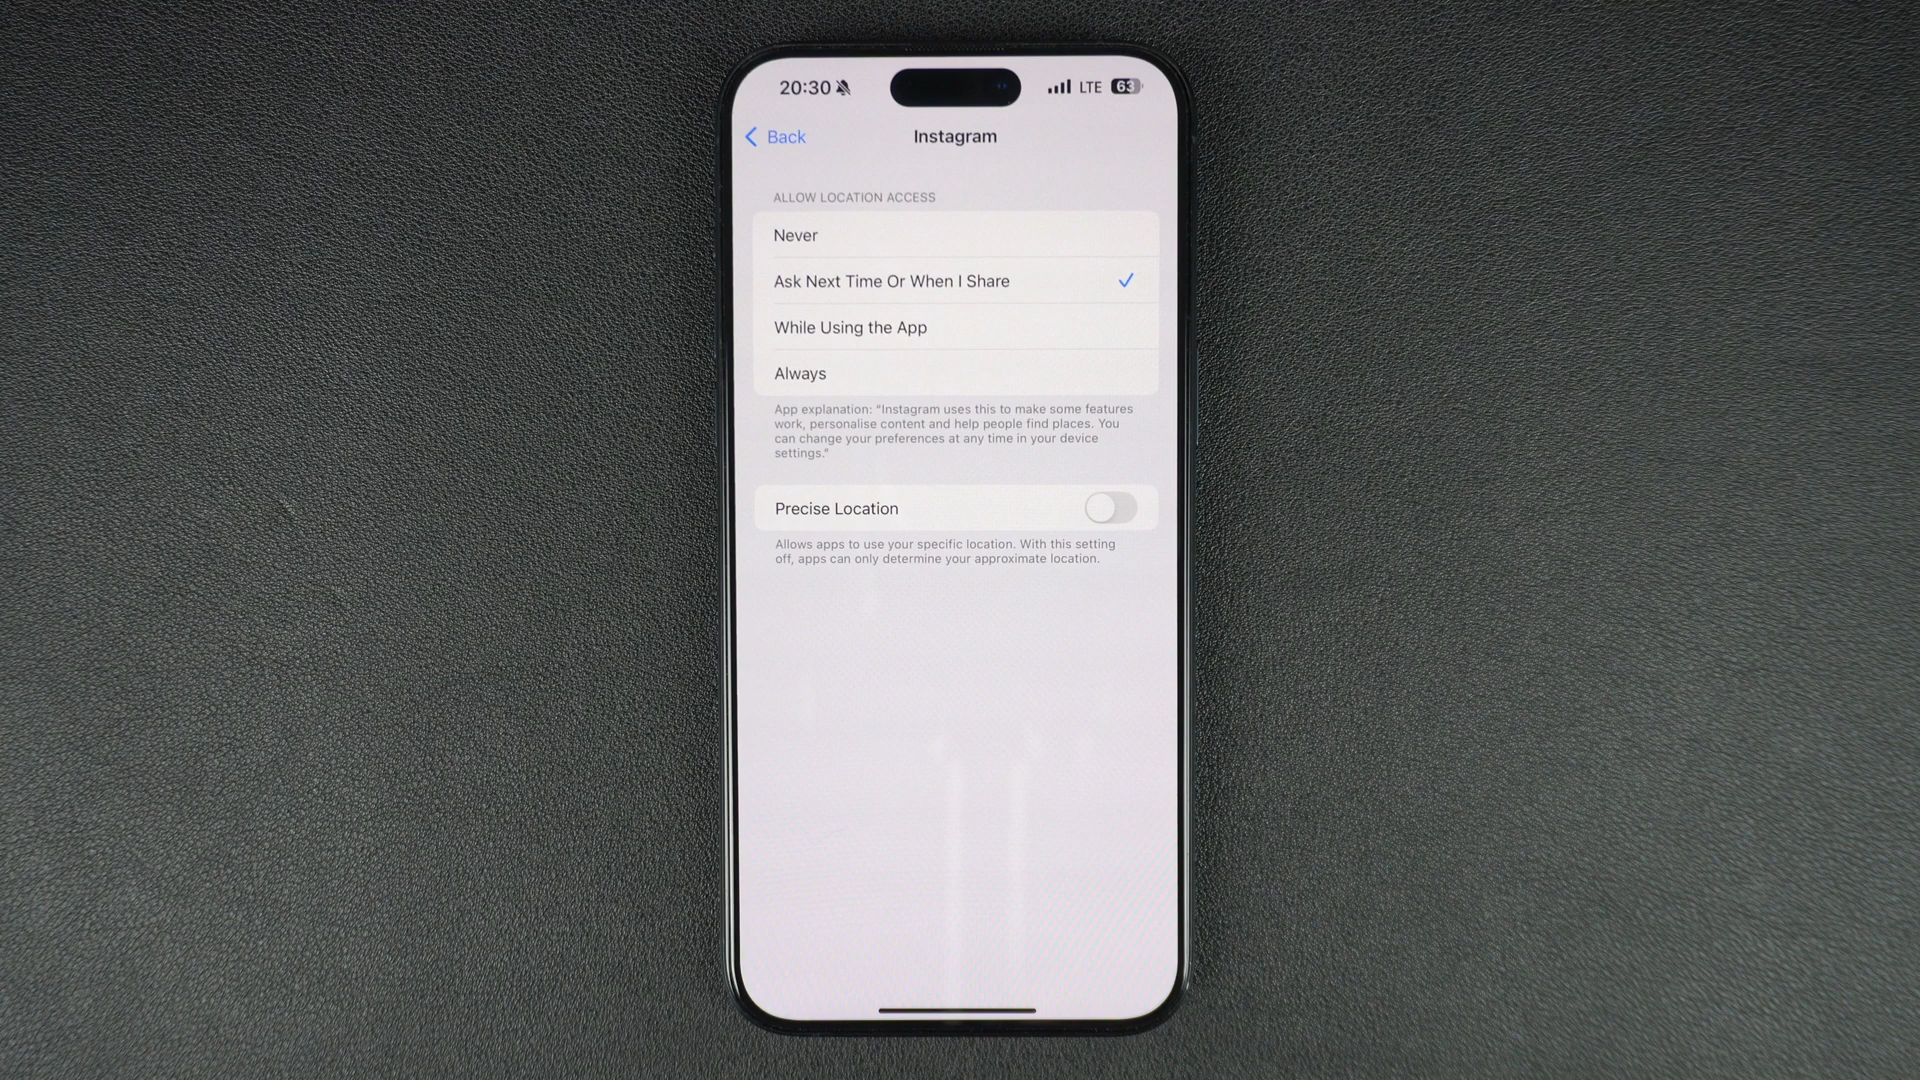 20:30 LTE 63
Back Instagram
ALLOW LOCATION ACCESS
Never
Ask Next Time Or When I Share
While Using the App
Always
App explanation: “Instagram uses this to make some features
work, personalise content and help people find places. You
can change your preferences at any time in your device
settings.”
Precise Location
Allows apps to use your specific location. With this setting
off, apps can only determine your approximate location.